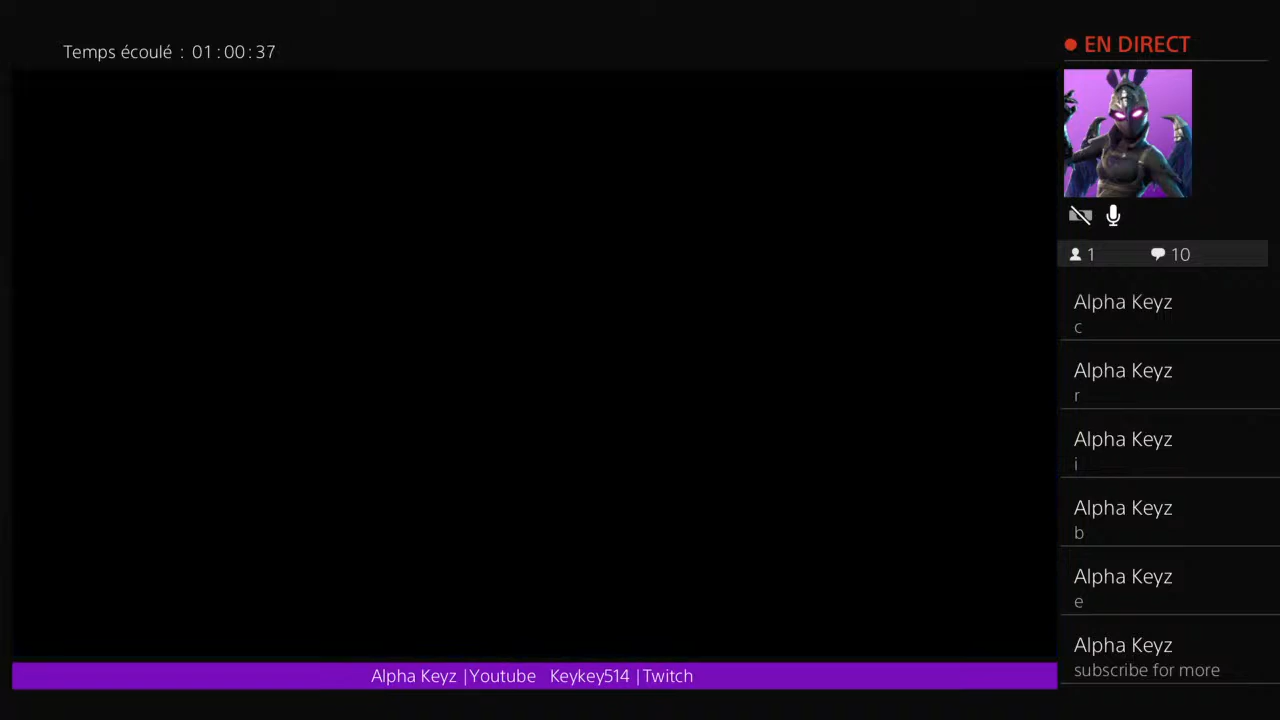 Temps écoulé : 01:00:37
EN DIRECT
1 10
Alpha Keyz
c
Alpha Keyz
r
Alpha Keyz
i
Alpha Keyz
b
Alpha Keyz
e
Alpha Keyz
subscribe for more
Alpha Keyz |Youtube Keykey514 |Twitch